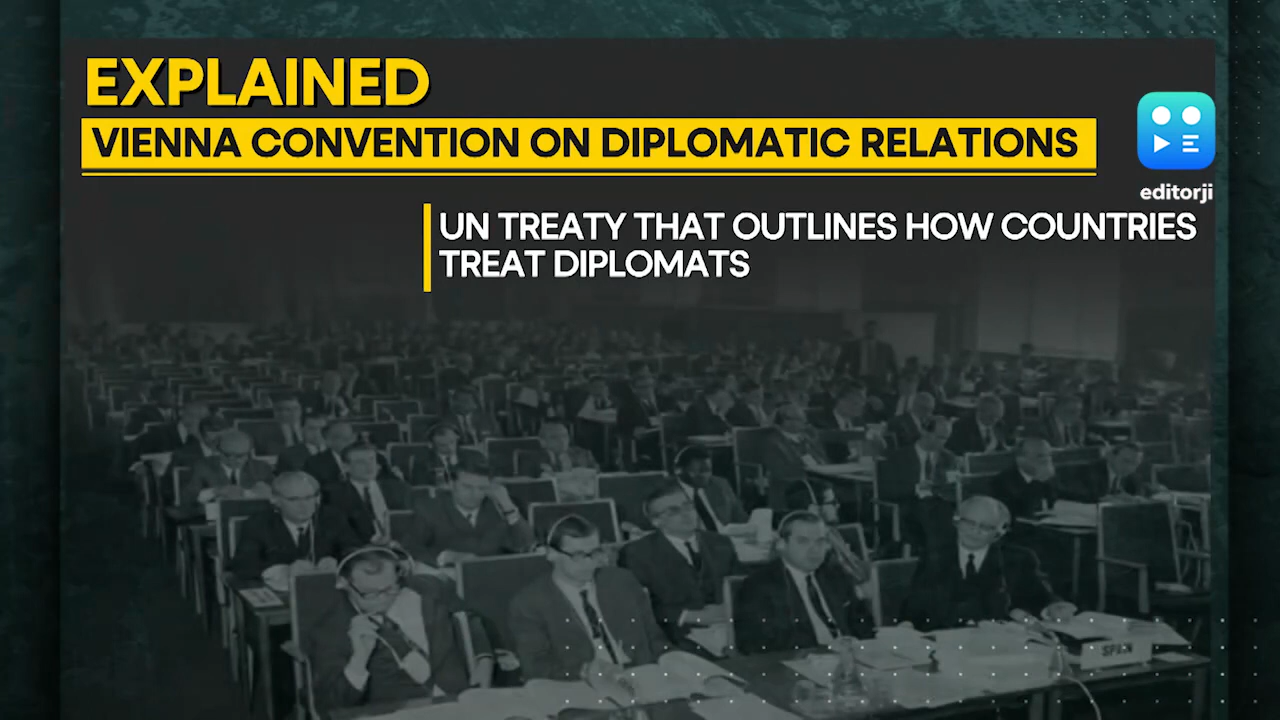 EXPLAINED
VIENNA CONVENTION ON DIPLOMATIC RELATIONS
editorji
UN TREATY THAT OUTLINES HOW COUNTRIES
TREAT DIPLOMATS
SPAIN